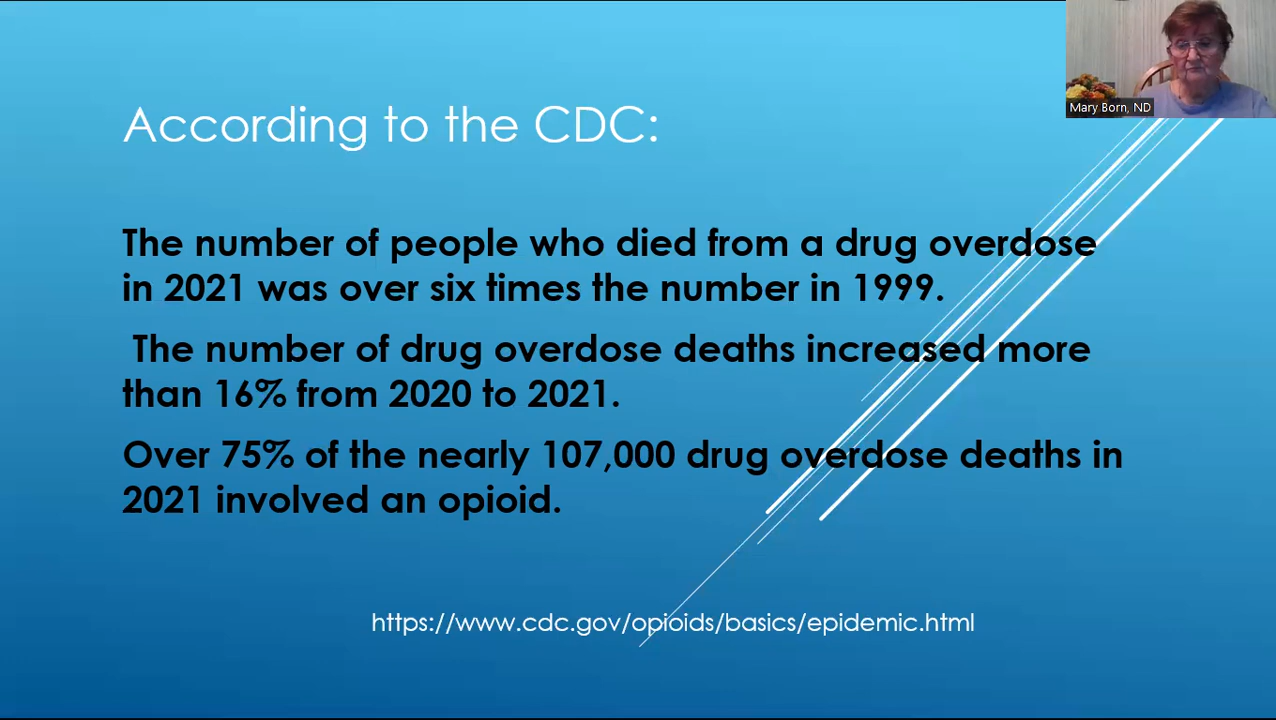 Mary Born, ND
According to the CDC:
The number of people who died from a drug overdose
in 2021 was over six times the number in 1999.
The number of drug overdose deaths increased more
than 16% from 2020 to 2021.
Over 75% of the nearly 107,000 drug overdose deaths in
2021 involved an opioid.
https://www.cdc.gov/opioids/basics/epidemic.html